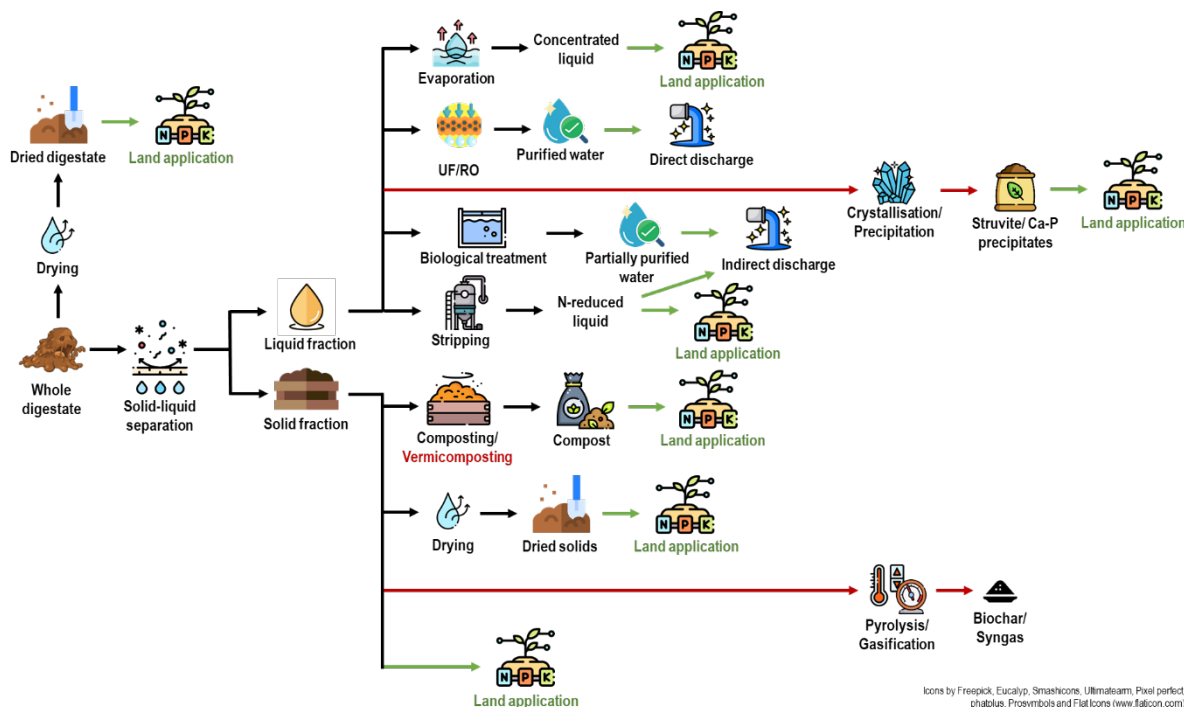 Evaporation
Concentrated
liquid
N P K
Land application
Dried digestate
N P K
Land application
UF/RO
Purified water
Direct discharge
Crystallisation/
Precipitation
Struvite/ Ca-P
precipitates
N P K
Land application
Drying
Biological treatment
Partially purified
water
Indirect discharge
Whole
digestate
Solid-liquid
separation
Liquid fraction
Stripping
N-reduced
liquid
N P K
Land application
Solid fraction
Composting/
Vermicomposting
Compost
N P K
Land application
Drying
Dried solids
N P K
Land application
Pyrolysis/
Gasification
Biochar/
Syngas
N P K
Land application
Icons by Freepick, Eucalyp, Smashicons, Ultimatearm, Pixel perfect,
phatplus, Prosymbols and FlatIcons (www.flaticon.com)